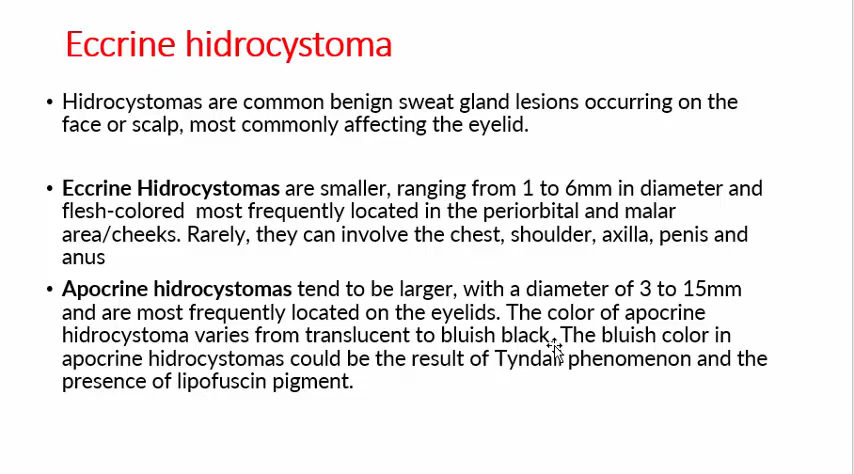 Eccrine hidrocystoma
• Hidrocystomas are common benign sweat gland lesions occurring on the
face or scalp, most commonly affecting the eyelid.
• Eccrine Hidrocystomas are smaller, ranging from 1 to 6mm in diameter and
flesh-colored most frequently located in the periorbital and malar
area/cheeks. Rarely, they can involve the chest, shoulder, axilla, penis and
anus
• Apocrine hidrocystomas tend to be larger, with a diameter of 3 to 15mm
and are most frequently located on the eyelids. The color of apocrine
hidrocystoma varies from translucent to bluish black. The bluish color in
apocrine hidrocystomas could be the result of Tyndall phenomenon and the
presence of lipofuscin pigment.